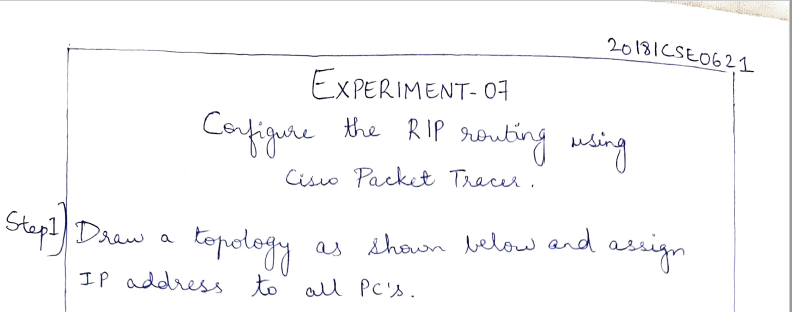 20181CSE0621
EXPERIMENT-07
Configure the RIP routing using
Cisco Packet Tracer.
Step1] Draw a topology as shown below and assign
IP address to all PC's.